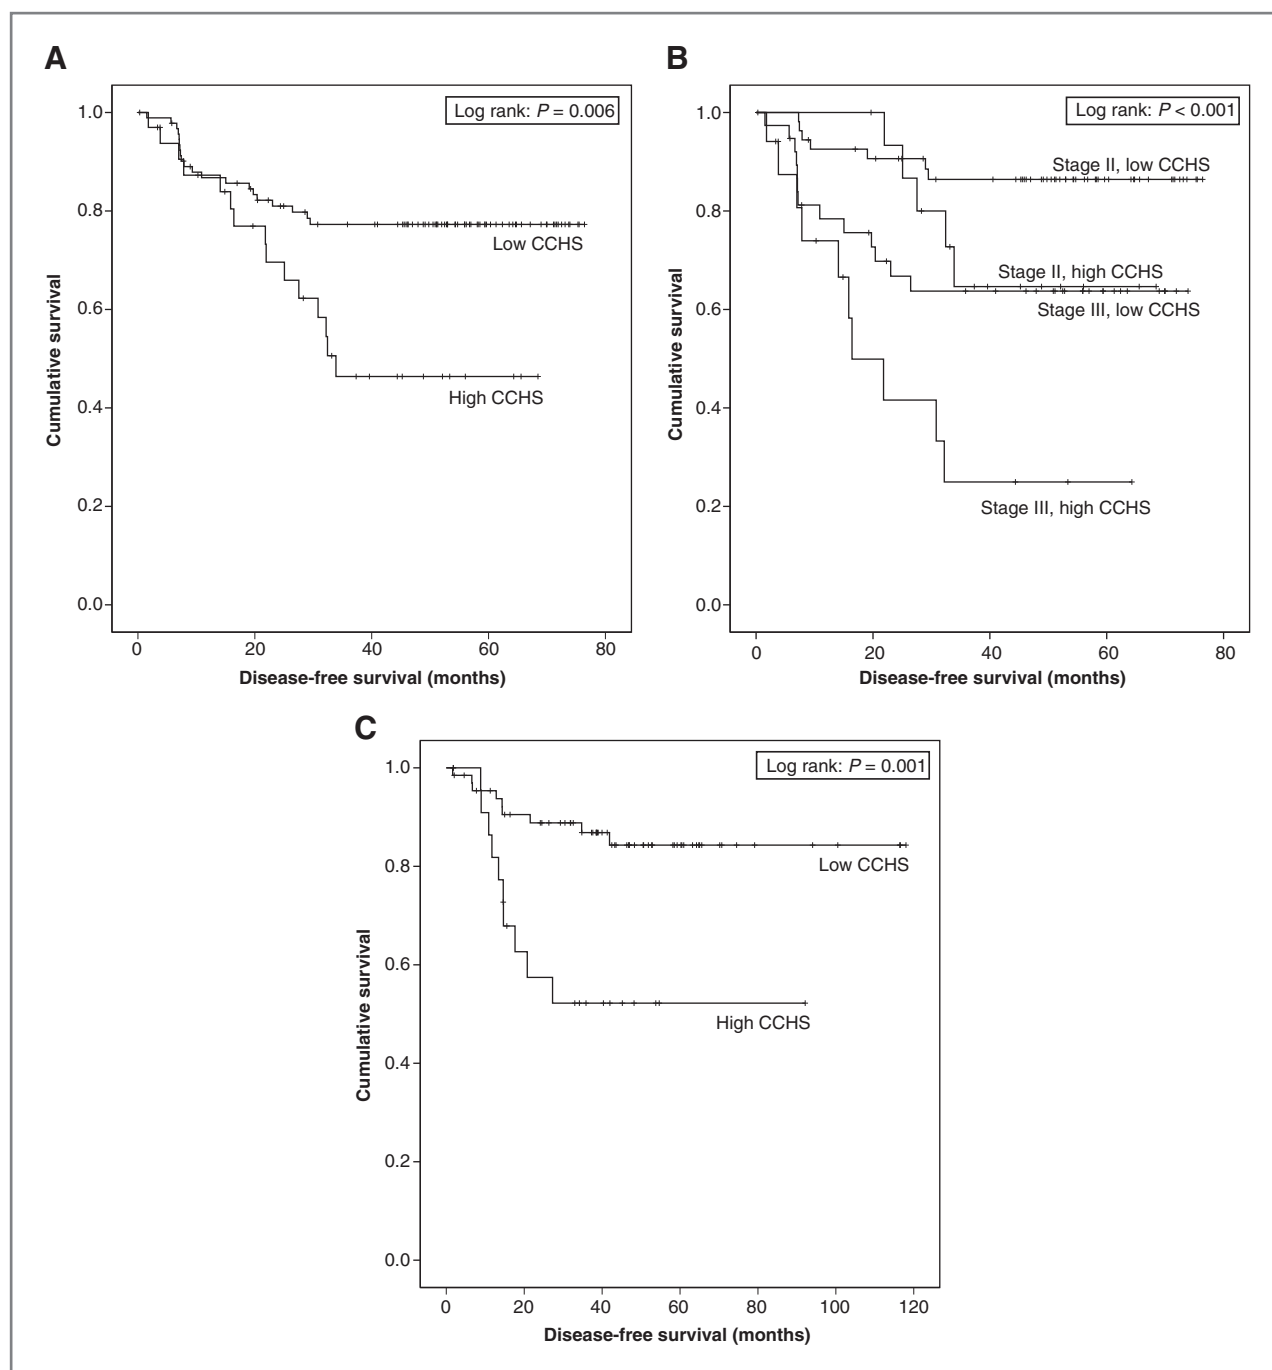 A
Log rank: P = 0.006
1.0
0.8
0.6
0.4
0.2
0.0
Cumulative survival
Low CCHS
High CCHS
0 20 40 60 80
Disease-free survival (months)
B
Log rank: P < 0.001
1.0
0.8
0.6
0.4
0.2
0.0
Cumulative survival
Stage II, low CCHS
Stage II, high CCHS
Stage III, low CCHS
Stage III, high CCHS
0 20 40 60 80
Disease-free survival (months)
C
Log rank: P = 0.001
1.0
0.8
0.6
0.4
0.2
0.0
Cumulative survival
Low CCHS
High CCHS
0 20 40 60 80 100 120
Disease-free survival (months)